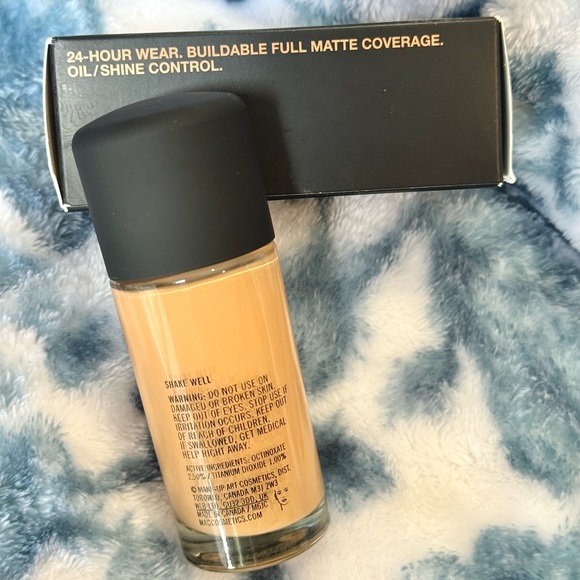 24-HOUR WEAR. BUILDABLE FULL MATTE COVERAGE.
OIL/SHINE CONTROL.
SHAKE WELL
WARNING: DO NOT USE ON
DAMAGED OR BROKEN SKIN.
KEEP OUT OF EYES. STOP USE IF
IRRITATION OCCURS. KEEP OUT
OF REACH OF CHILDREN.
IF SWALLOWED, GET MEDICAL
HELP RIGHT AWAY.
ACTIVE INGREDIENTS: OCTINOXATE
2.50% / TITANIUM DIOXIDE 1.00%
© MAKE-UP ART COSMETICS, DIST.
TORONTO, CANADA M3J 2W3
GU32 3DD, UK
MADE IN CANADA /
MACCOSMETICS.COM